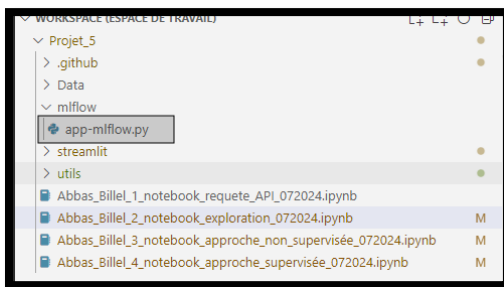 WORKSPACE (ESPACE DE TRAVAIL)
Projet_5
.github
Data
mlflow
app-mlflow.py
streamlit
utils
Abbas_Billel_1_notebook_requete_API_072024.ipynb
Abbas_Billel_2_notebook_exploration_072024.ipynb M
Abbas_Billel_3_notebook_approche_non_supervisée_072024.ipynb M
Abbas_Billel_4_notebook_approche_supervisée_072024.ipynb M